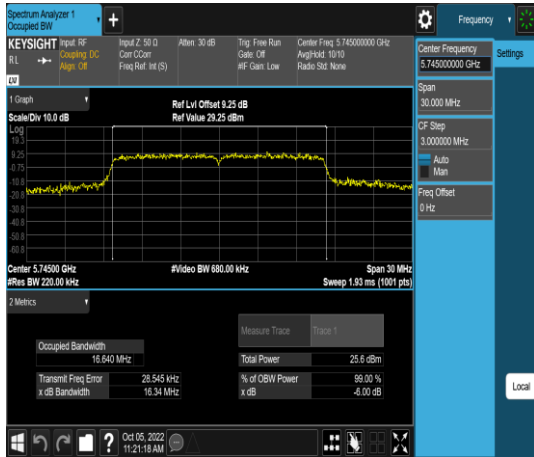 Spectrum Analyzer 1
Occupied BW
Frequency
KEYSIGHT
Input: RF
Coupling: DC
Align: Off
Input Z: 50 Ω
Corr CCorr
Freq Ref: Int (S)
Atten: 30 dB
Trig: Free Run
Gate: Off
#IF Gain: Low
Center Freq: 5.745000000 GHz
Avg|Hold: 10/10
Radio Std: None
RL
LXI
Center Frequency
5.745000000 GHz
Settings
Span
30.000 MHz
CF Step
3.000000 MHz
Auto
Man
Freq Offset
0 Hz
1 Graph
Scale/Div 10.0 dB
Ref Lvl Offset 9.25 dB
Ref Value 29.25 dBm
Log
19.3
9.25
-0.75
-10.8
-20.8
-30.8
-40.8
-50.8
-60.8
Center 5.74500 GHz
#Res BW 220.00 kHz
#Video BW 680.00 kHz
Span 30 MHz
Sweep 1.93 ms (1001 pts)
2 Metrics
Measure Trace
Trace 1
Occupied Bandwidth
16.640 MHz
Total Power
25.6 dBm
Transmit Freq Error
28.545 kHz
% of OBW Power
99.00 %
x dB Bandwidth
16.34 MHz
x dB
-6.00 dB
Local
Oct 05, 2022
11:21:18 AM